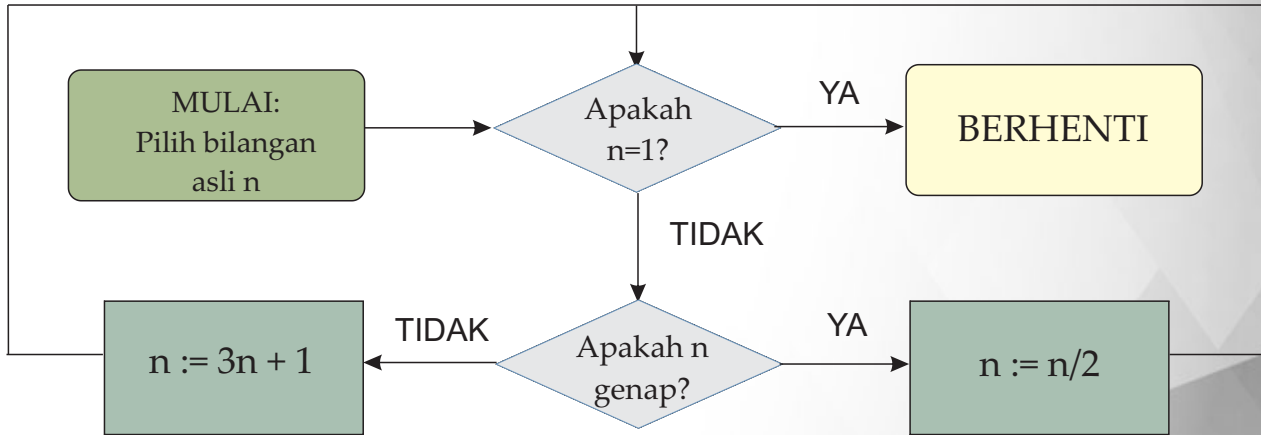 MULAI:
Pilih bilangan
asli n
Apakah
n=1?
YA
BERHENTI
TIDAK
n := 3n + 1
TIDAK
Apakah n
genap?
YA
n := n/2